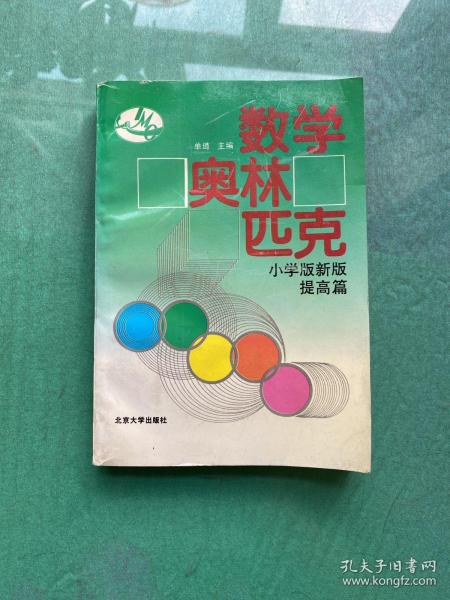 IMO
单墫 主编
数学
奥林
匹克
小学版新版
提高篇
北京大学出版社
孔夫子旧书网
www.kongfz.com